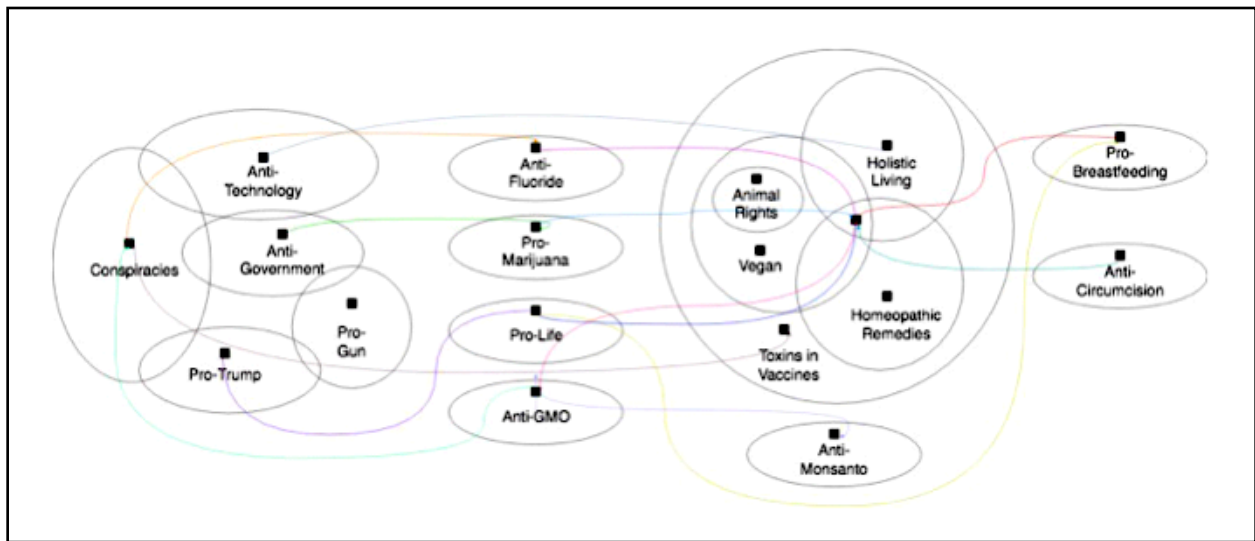 Anti-
Technology
Conspiracies
Anti-
Government
Pro-
Gun
Pro-Trump
Anti-
Fluoride
Pro-
Marijuana
Pro-Life
Anti-GMO
Holistic
Living
Animal
Rights
Vegan
Homeopathic
Remedies
Toxins in
Vaccines
Anti-
Monsanto
Pro-
Breastfeeding
Anti-
Circumcision